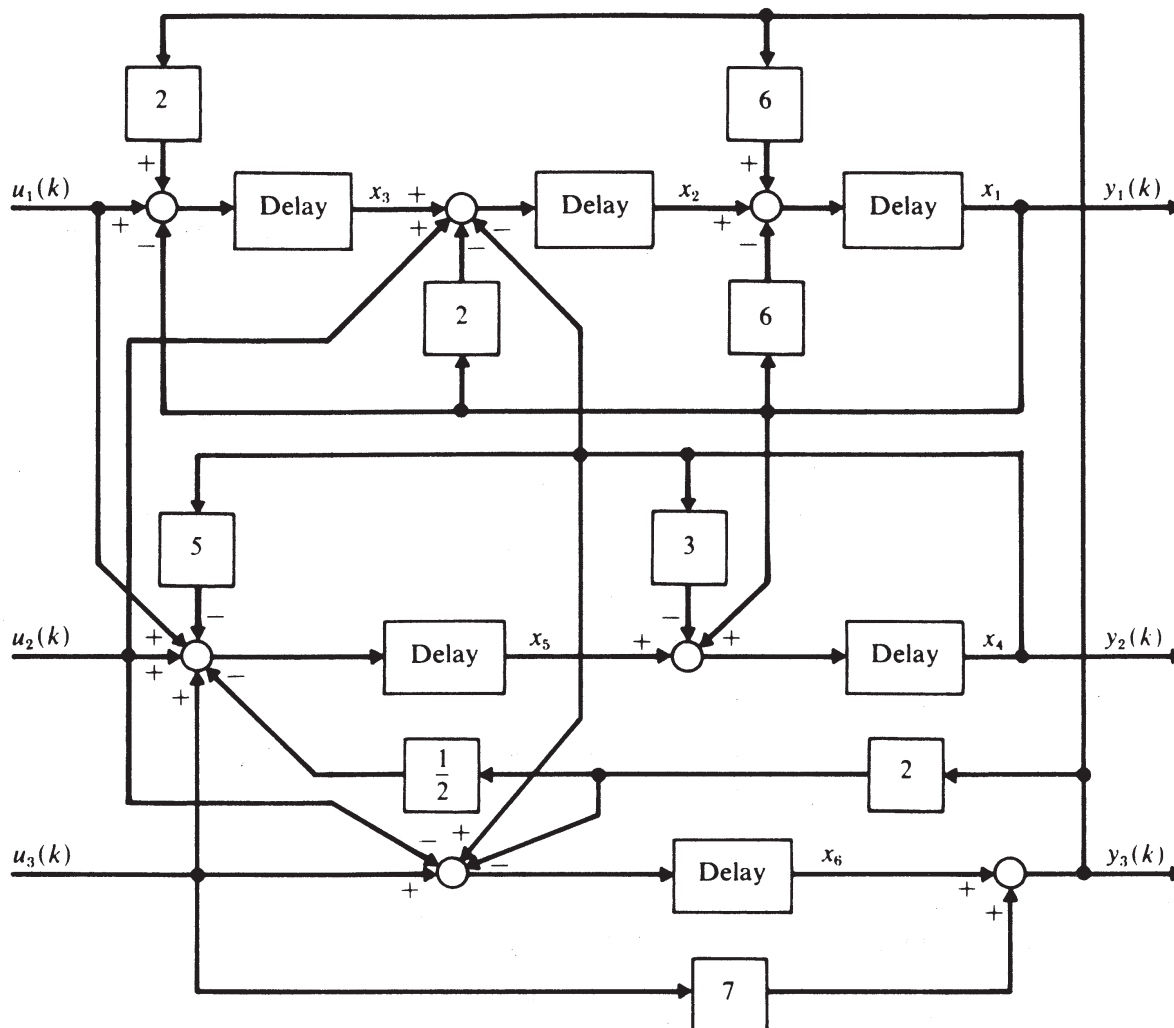 2
6
+
+
u₁(k)
+
−
Delay
x₃
+
+
−
−
Delay
x₂
+
−
Delay
x₁
y₁(k)
2
6
5
3
−
−
u₂(k)
+
+
+
−
Delay
x₅
+
+
Delay
x₄
y₂(k)
1/2
2
u₃(k)
−
+
−
+
Delay
x₆
+
+
y₃(k)
7